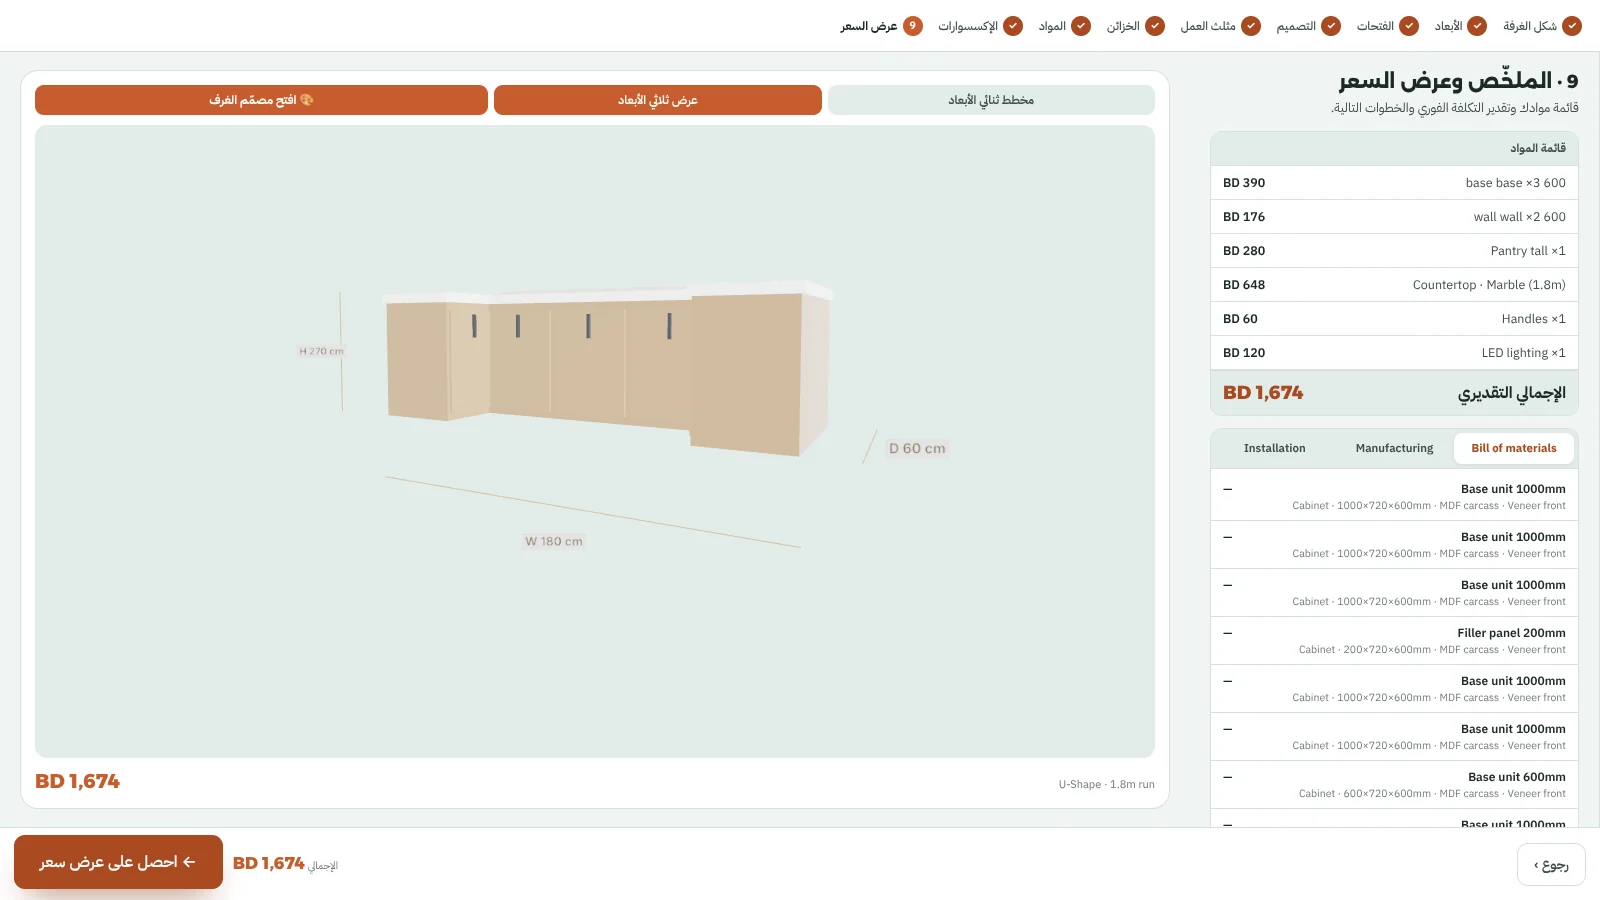 شكل الغرفة
الأبعاد
الفتحات
التصميم
مثلث العمل
الخزائن
المواد
الإكسسوارات
9 عرض السعر
9 · الملخّص وعرض السعر
قائمة موادك وتقدير التكلفة الفوري والخطوات التالية.
قائمة المواد
base base ×3 600 BD 390
wall wall ×2 600 BD 176
Pantry tall ×1 BD 280
Countertop · Marble (1.8m) BD 648
Handles ×1 BD 60
LED lighting ×1 BD 120
الإجمالي التقديري BD 1,674
Bill of materials
Manufacturing
Installation
Base unit 1000mm —
Cabinet · 1000×720×600mm · MDF carcass · Veneer front
Base unit 1000mm —
Cabinet · 1000×720×600mm · MDF carcass · Veneer front
Base unit 1000mm —
Cabinet · 1000×720×600mm · MDF carcass · Veneer front
Filler panel 200mm —
Cabinet · 200×720×600mm · MDF carcass · Veneer front
Base unit 1000mm —
Cabinet · 1000×720×600mm · MDF carcass · Veneer front
Base unit 1000mm —
Cabinet · 1000×720×600mm · MDF carcass · Veneer front
Base unit 600mm —
Cabinet · 600×720×600mm · MDF carcass · Veneer front
Base unit 1000mm —
مخطط ثنائي الأبعاد
عرض ثلاثي الأبعاد
🎨 افتح مصمّم الغرف
H 270 cm
D 60 cm
W 180 cm
U-Shape · 1.8m run
BD 1,674
رجوع ›
الإجمالي BD 1,674
احصل على عرض سعر ←